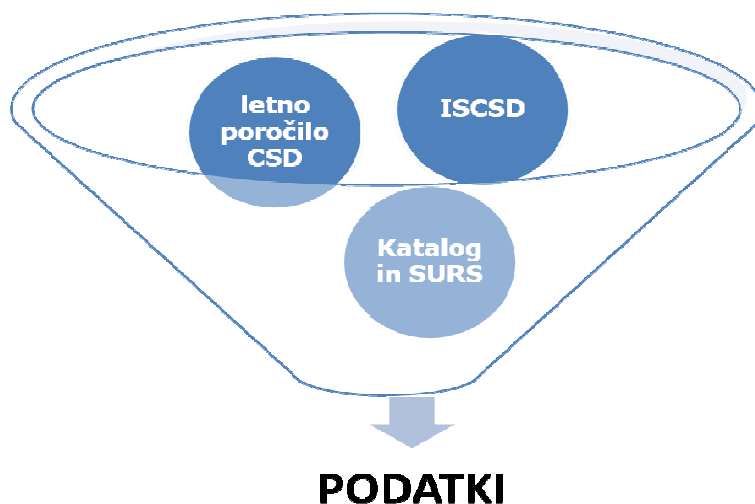 letno
poročilo
CSD
ISCSD
Katalog
in SURS
PODATKI